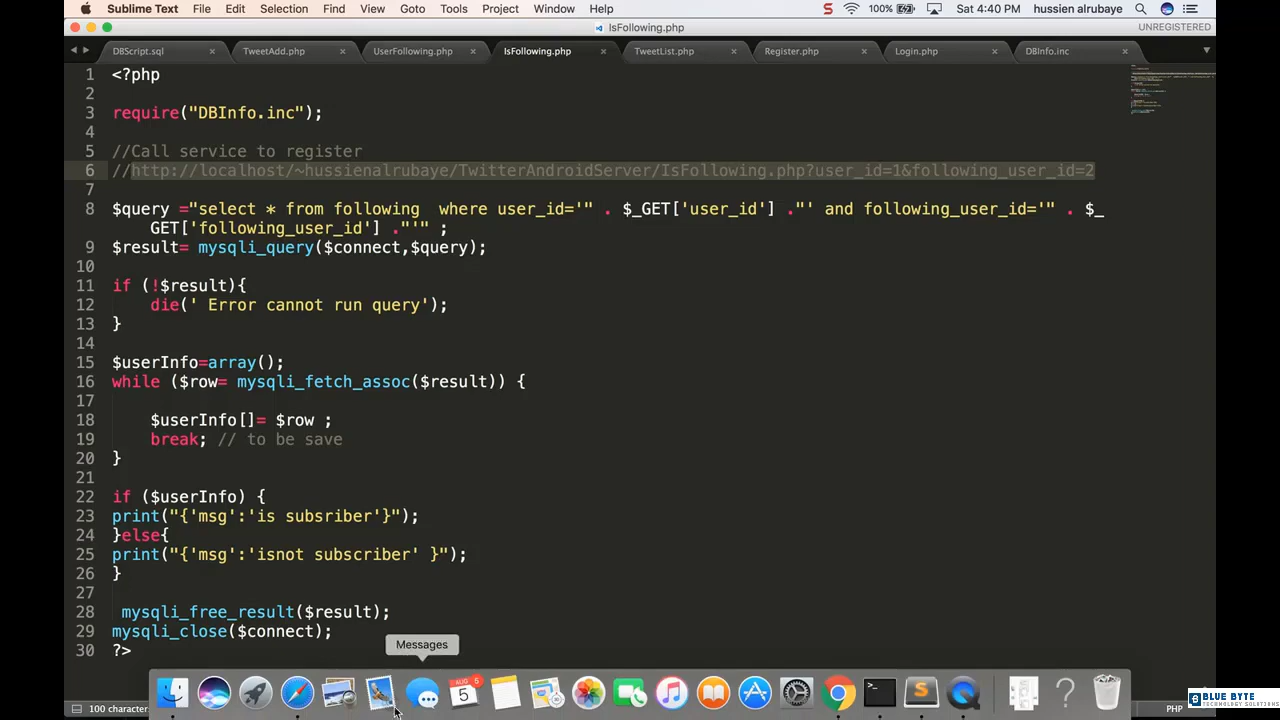 Sublime Text File Edit Selection Find View Goto Tools Project Window Help 100% Sat 4:40 PM hussien alrubaye
IsFollowing.php UNREGISTERED
DBScript.sql TweetAdd.php UserFollowing.php IsFollowing.php TweetList.php Register.php Login.php DBInfo.inc
1 <?php
2
3 require("DBInfo.inc");
4
5 //Call service to register
6 //http://localhost/~hussienalrubaye/TwitterAndroidServer/IsFollowing.php?user_id=1&following_user_id=2
7
8 $query ="select * from following  where user_id='" . $_GET['user_id'] ."' and following_user_id='" . $_
GET['following_user_id'] ."'" ;
9 $result= mysqli_query($connect,$query);
10
11 if (!$result){
12 die(' Error cannot run query');
13 }
14
15 $userInfo=array();
16 while ($row= mysqli_fetch_assoc($result)) {
17
18 $userInfo[]= $row ;
19 break; // to be save
20 }
21
22 if ($userInfo) {
23 print("{'msg':'is subsriber'}");
24 }else{
25 print("{'msg':'isnot subscriber' }");
26 }
27
28 mysqli_free_result($result);
29 mysqli_close($connect);
30 ?>
Messages
AUG 5
5
100 character
PHP
BLUE BYTE
TECHNOLOGY SOLUTIONS